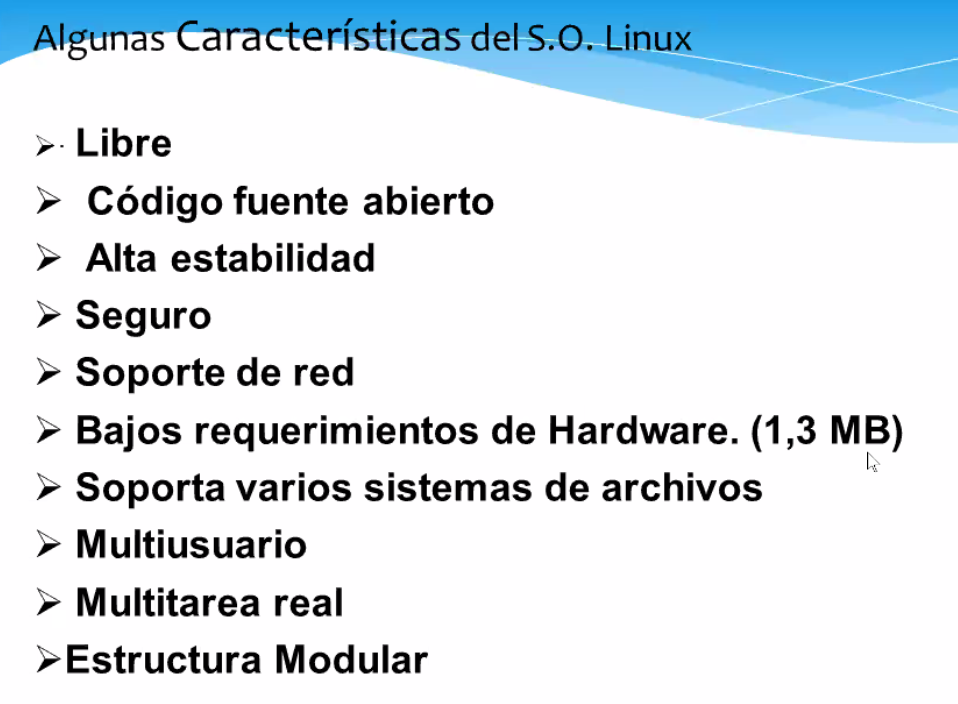 Algunas Características del S.O. Linux
➢· Libre
➢ Código fuente abierto
➢ Alta estabilidad
➢ Seguro
➢ Soporte de red
➢ Bajos requerimientos de Hardware. (1,3 MB)
➢ Soporta varios sistemas de archivos
➢ Multiusuario
➢ Multitarea real
➢Estructura Modular